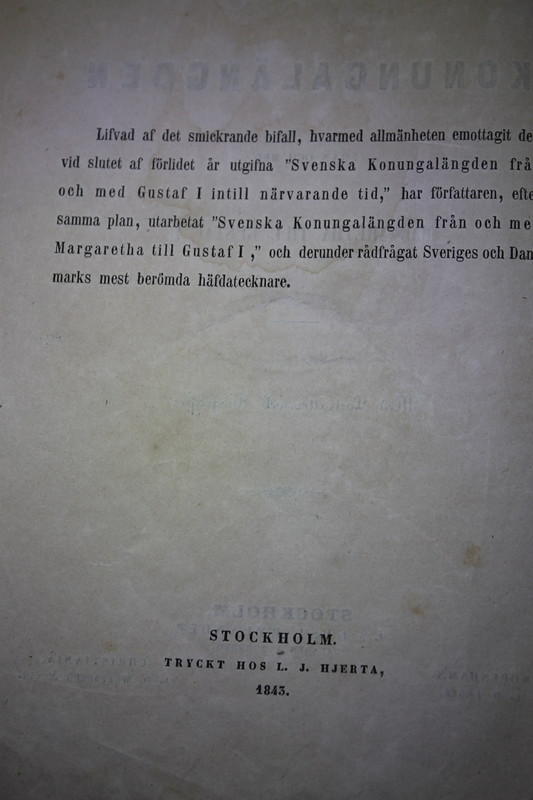 Lifvad af det smickrande bifall, hvarmed allmänheten emottagit de
vid slutet af förlidet år utgifna ”Svenska Konungalängden frå
och med Gustaf I intill närvarande tid,” har författaren, efte
samma plan, utarbetat ”Svenska Konungalängden från och me
Margaretha till Gustaf I,” och derunder rådfrågat Sveriges och Dan
marks mest berömda häfdatecknare.
STOCKHOLM.
TRYCKT HOS L. J. HJERTA,
1843.